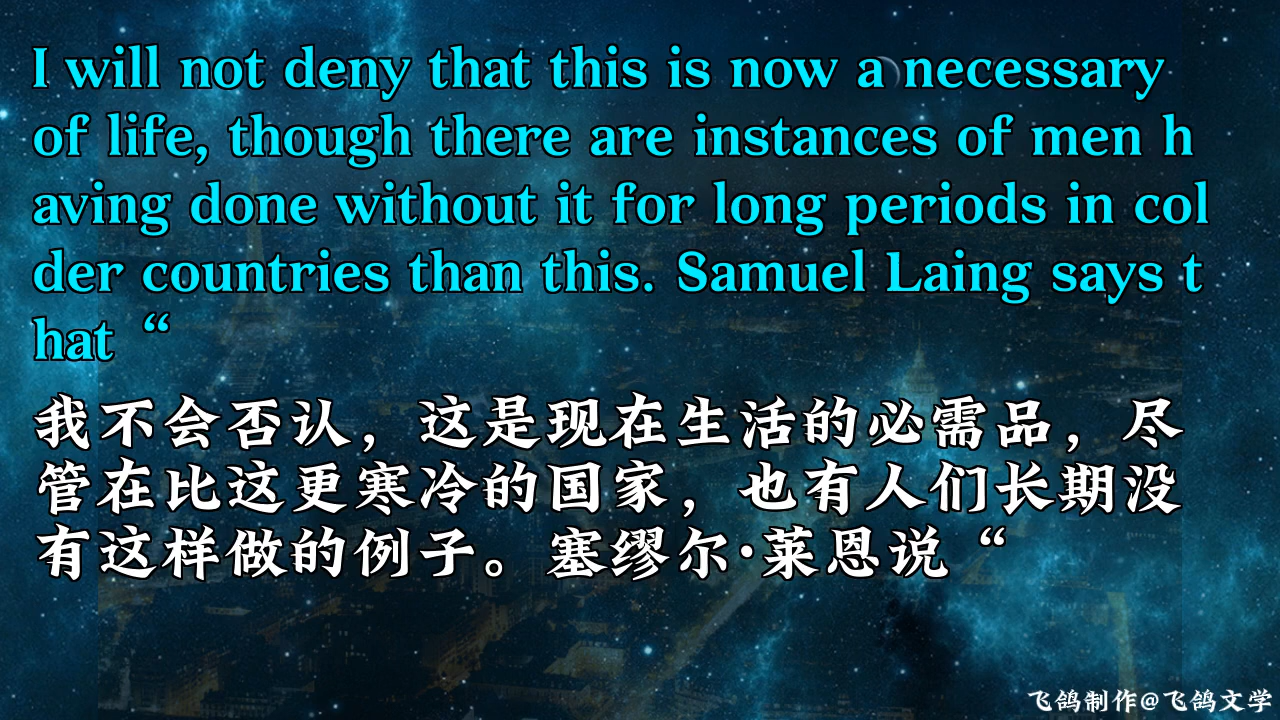 I will not deny that this is now a necessary
of life, though there are instances of men h
aving done without it for long periods in col
der countries than this. Samuel Laing says t
hat “
我不会否认，这是现在生活的必需品，尽
管在比这更寒冷的国家，也有人们长期没
有这样做的例子。塞缪尔·莱恩说“
飞鸽制作@飞鸽文学